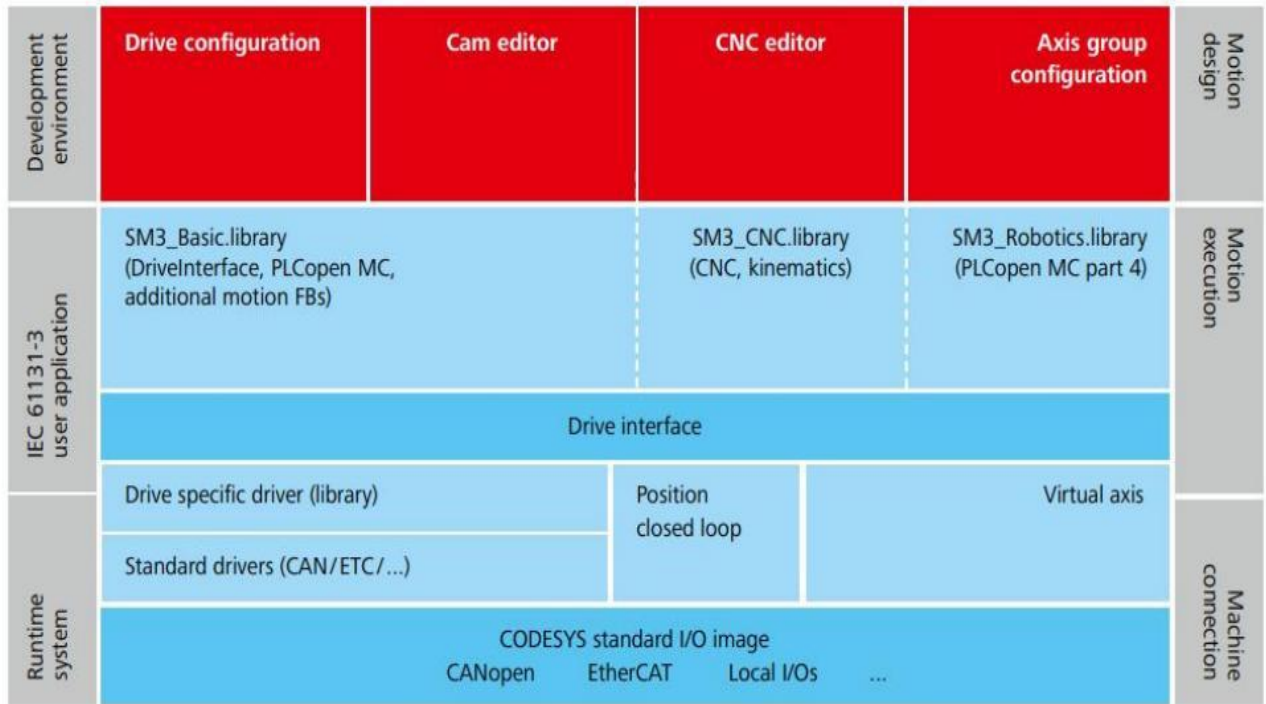 Development
environment
Drive configuration
Cam editor
CNC editor
Axis group
configuration
Motion
design
IEC 61131-3
user application
SM3_Basic.library
(DriveInterface, PLCopen MC,
additional motion FBs)
SM3_CNC.library
(CNC, kinematics)
SM3_Robotics.library
(PLCopen MC part 4)
Motion
execution
Drive interface
Drive specific driver (library)
Position
closed loop
Virtual axis
Standard drivers (CAN/ETC/...)
Runtime
system
CODESYS standard I/O image
CANopen EtherCAT Local I/Os ...
Machine
connection